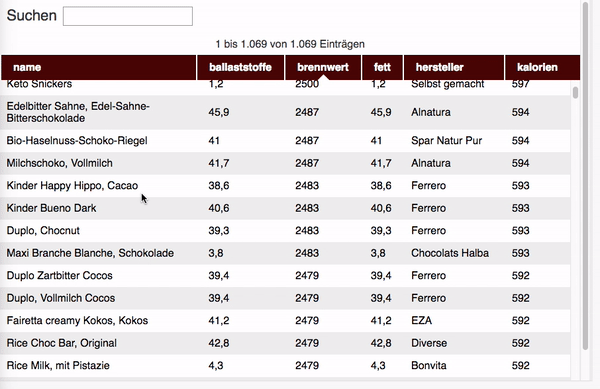 Suchen
1 bis 1.069 von 1.069 Einträgen
name ballaststoffe brennwert fett hersteller kalorien
Keto Snickers 1,2 2500 1,2 Selbst gemacht 597
Edelbitter Sahne, Edel-Sahne-
Bitterschokolade 45,9 2487 45,9 Alnatura 594
Bio-Haselnuss-Schoko-Riegel 41 2487 41 Spar Natur Pur 594
Milchschoko, Vollmilch 41,7 2487 41,7 Alnatura 594
Kinder Happy Hippo, Cacao 38,6 2483 38,6 Ferrero 593
Kinder Bueno Dark 40,6 2483 40,6 Ferrero 593
Duplo, Chocnut 39,3 2483 39,3 Ferrero 593
Maxi Branche Blanche, Schokolade 3,8 2483 3,8 Chocolats Halba 593
Duplo Zartbitter Cocos 39,4 2479 39,4 Ferrero 592
Duplo, Vollmilch Cocos 39,4 2479 39,4 Ferrero 592
Fairetta creamy Kokos, Kokos 41,2 2479 41,2 EZA 592
Rice Choc Bar, Original 42,8 2479 42,8 Diverse 592
Rice Milk, mit Pistazie 4,3 2479 4,3 Bonvita 592